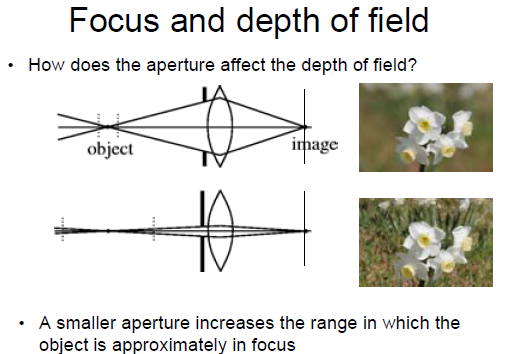 Focus and depth of field
• How does the aperture affect the depth of field?
object
image
• A smaller aperture increases the range in which the
object is approximately in focus